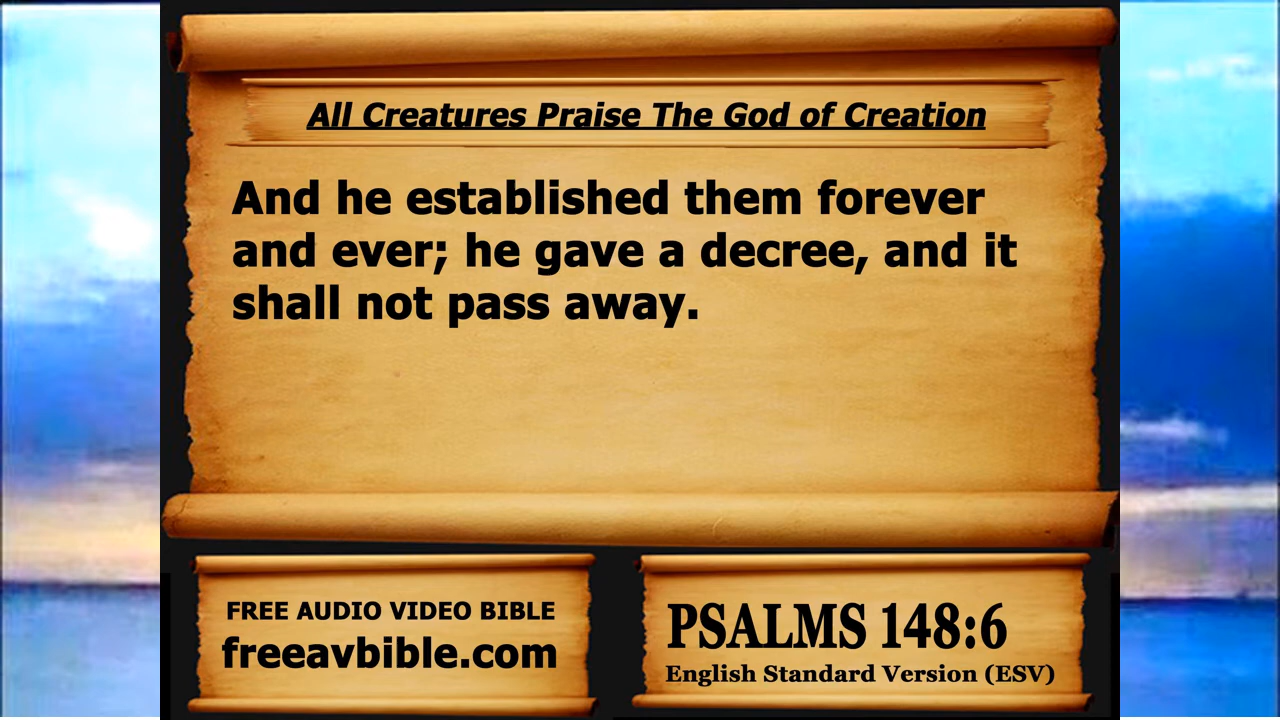 All Creatures Praise The God of Creation
And he established them forever
and ever; he gave a decree, and it
shall not pass away.
FREE AUDIO VIDEO BIBLE
freeavbible.com
PSALMS 148:6
English Standard Version (ESV)